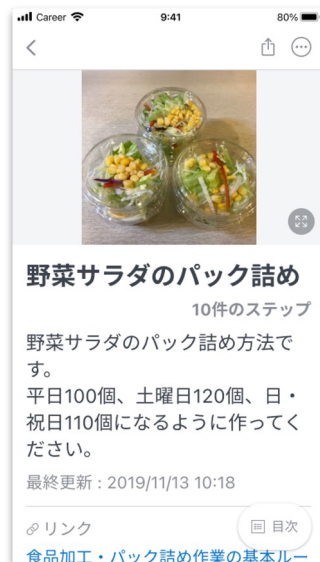 Career 9:41 80%
野菜サラダのパック詰め
10件のステップ
野菜サラダのパック詰め方法で
す。
平日100個、土曜日120個、日・
祝日110個になるように作ってく
ださい。
最終更新 : 2019/11/13 10:18
リンク
目次
食品加工・パック詰め作業の基本ルー